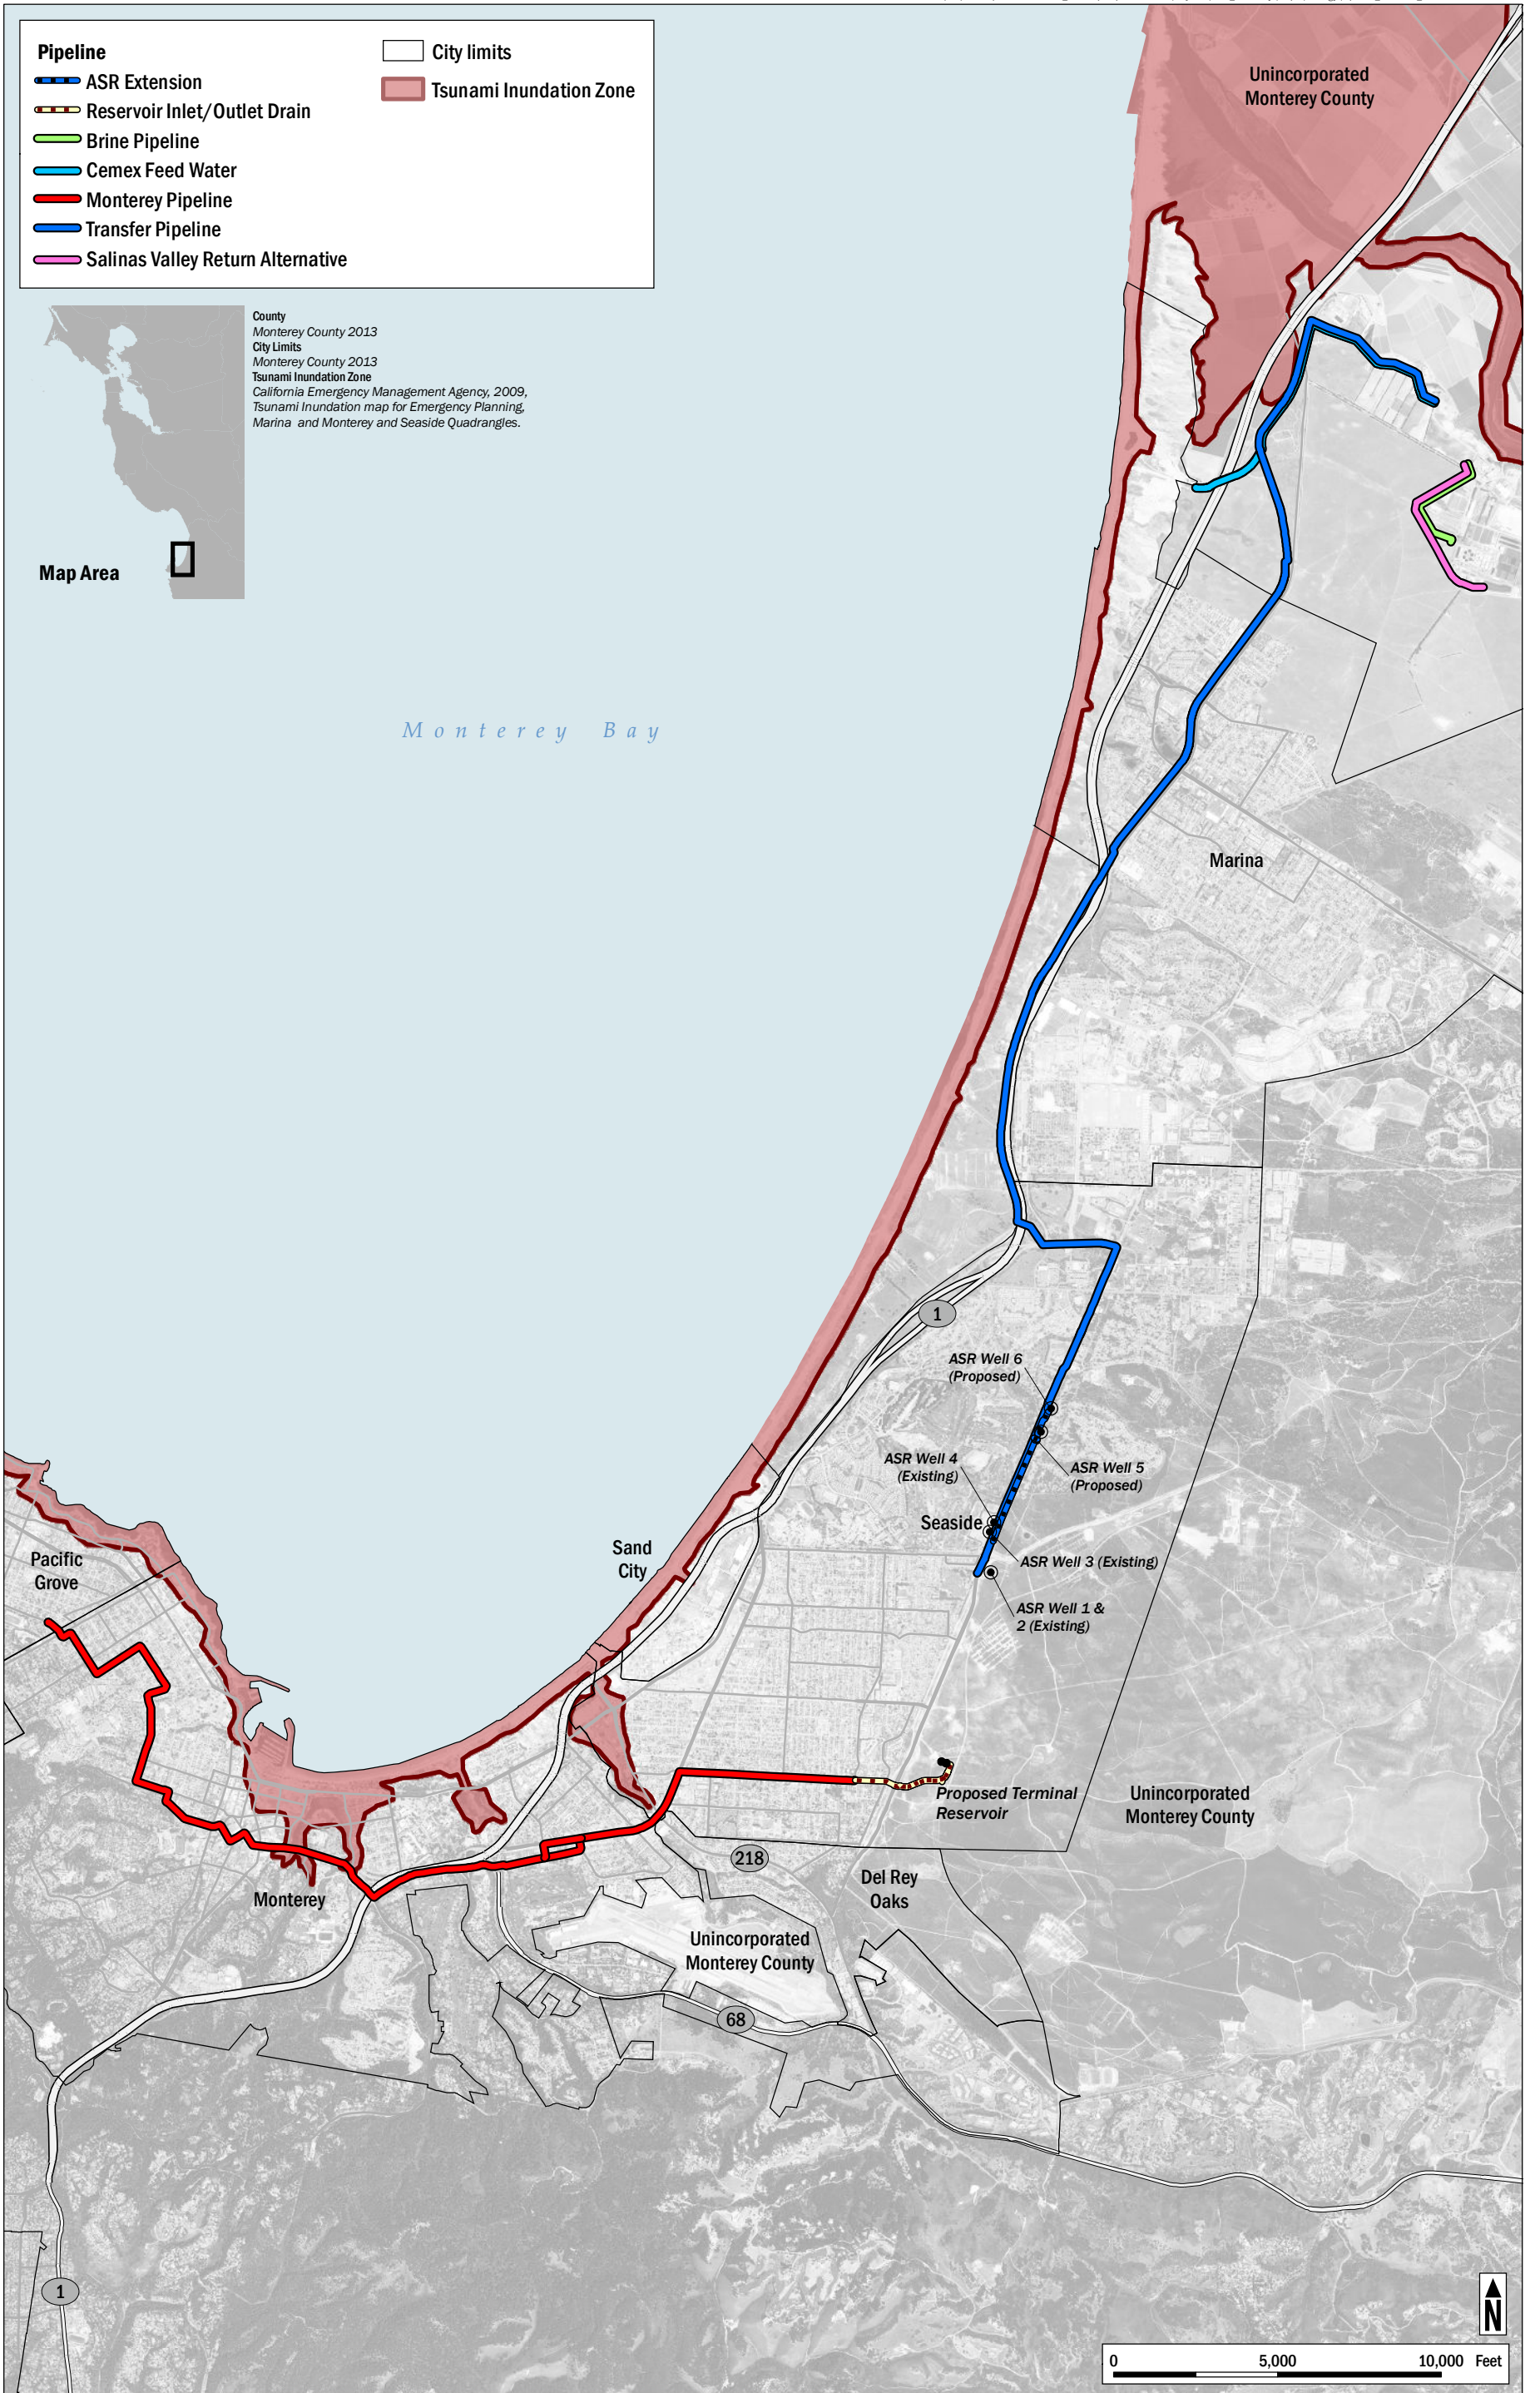 Pipeline
ASR Extension
Reservoir Inlet/Outlet Drain
Brine Pipeline
Cemex Feed Water
Monterey Pipeline
Transfer Pipeline
Salinas Valley Return Alternative
City limits
Tsunami Inundation Zone
County
Monterey County 2013
City Limits
Monterey County 2013
Tsunami Inundation Zone
California Emergency Management Agency, 2009,
Tsunami Inundation map for Emergency Planning,
Marina and Monterey and Seaside Quadrangles.
Map Area
Unincorporated
Monterey County
Monterey Bay
Marina
1
ASR Well 6
(Proposed)
ASR Well 4
(Existing)
ASR Well 5
(Proposed)
Seaside
ASR Well 3 (Existing)
ASR Well 1 &
2 (Existing)
Sand
City
Pacific
Grove
Proposed Terminal
Reservoir
Unincorporated
Monterey County
218
Del Rey
Oaks
Monterey
Unincorporated
Monterey County
68
1
N
0 5,000 10,000 Feet